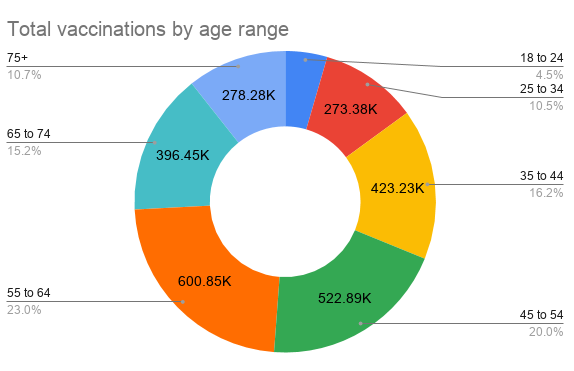 Total vaccinations by age range
75+
10.7%
18 to 24
4.5%
25 to 34
10.5%
278.28K
273.38K
65 to 74
15.2%
396.45K
423.23K
35 to 44
16.2%
600.85K
522.89K
55 to 64
23.0%
45 to 54
20.0%